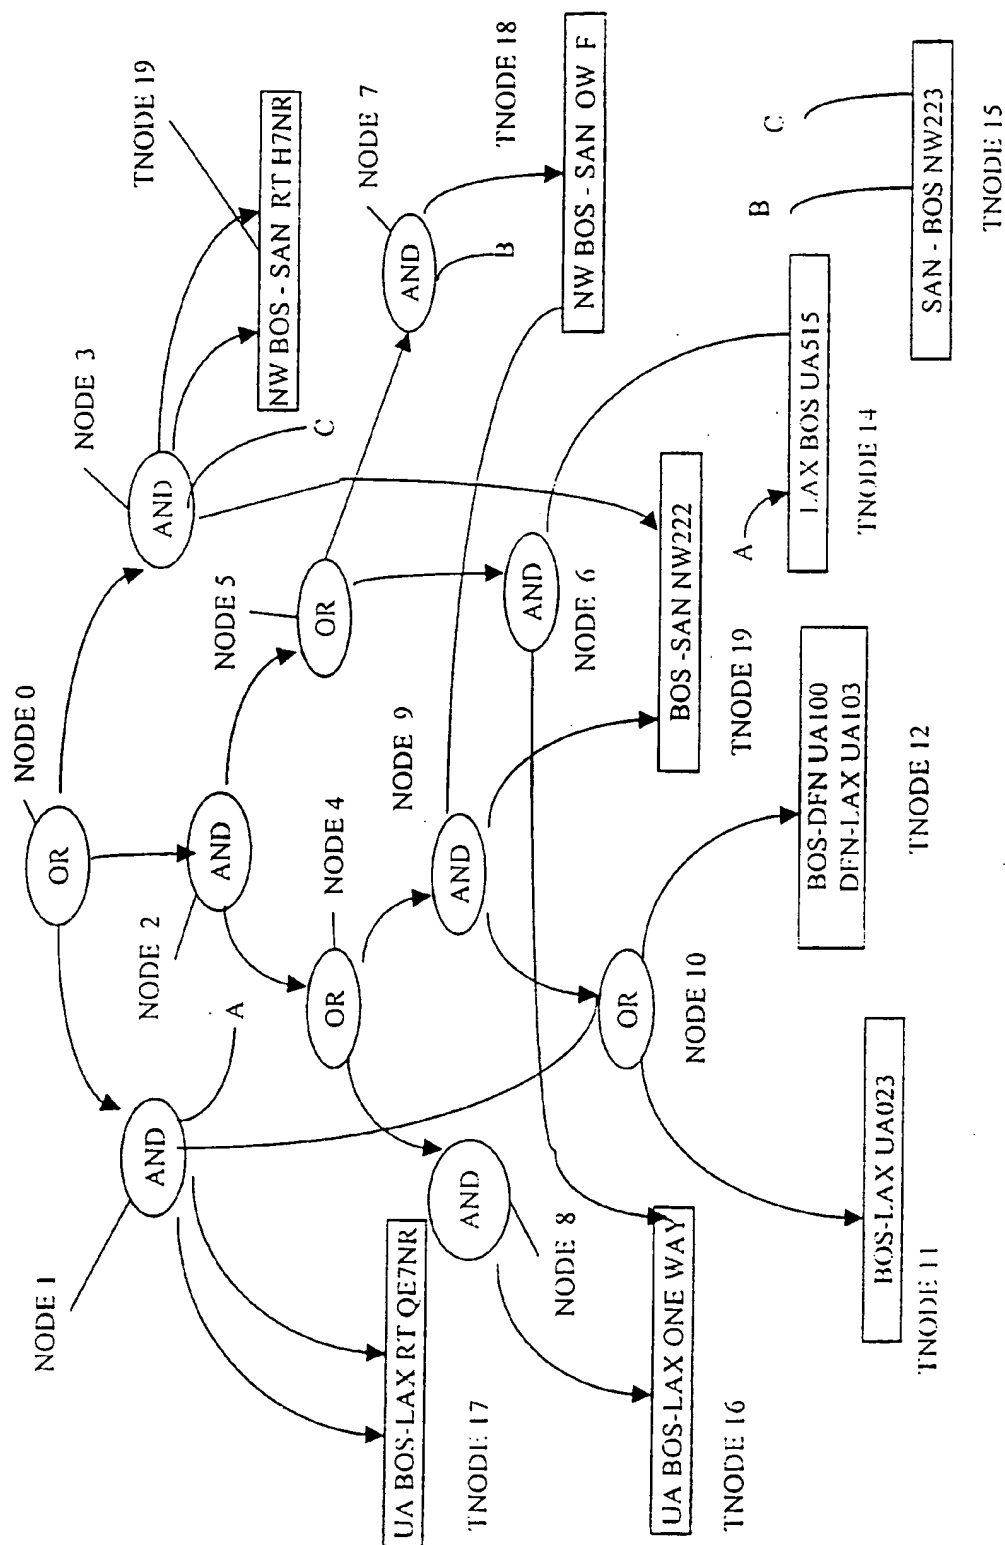 NODE 0
OR
NODE 3
AND
TNODE 19
NW BOS - SAN RT H7NR
C
NODE 1
AND
A
NODE 2
AND
NODE 5
OR
NODE 7
AND
B
TNODE 18
NW BOS - SAN OW F
NODE 4
OR
NODE 9
AND
AND
NODE 6
UA BOS-LAX RT QE7NR
TNODE 17
AND
NODE 8
OR
NODE 10
BOS -SAN NW222
TNODE 19
UA BOS-LAX ONE WAY
TNODE 16
BOS-LAX UA023
TNODE 11
BOS-DFN UA100
DFN-LAX UA103
TNODE 12
A
LAX BOS UA515
TNODE 14
B
C
SAN - BOS NW223
TNODE 15